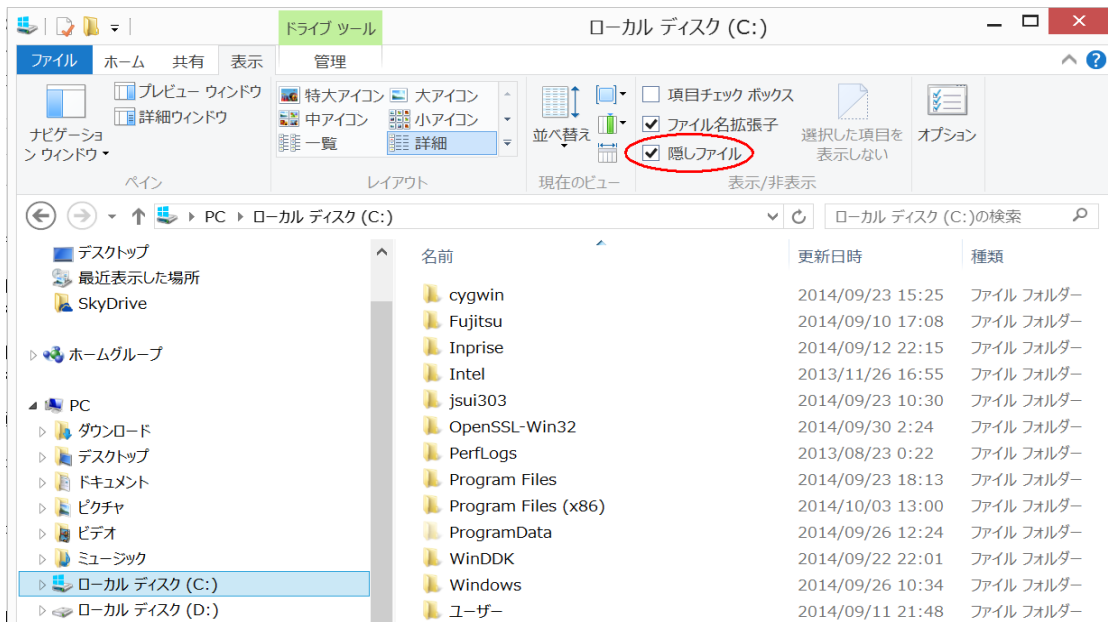 ドライブ ツール
ローカル ディスク (C:)
ファイル
ホーム
共有
表示
管理
ナビゲーショ
ン ウィンドウ
プレビュー ウィンドウ
詳細ウィンドウ
ペイン
特大アイコン
大アイコン
中アイコン
小アイコン
一覧
詳細
レイアウト
並べ替え
現在のビュー
項目チェック ボックス
ファイル名拡張子
隠しファイル
選択した項目を
表示しない
表示/非表示
オプション
PC
ローカル ディスク (C:)
ローカル ディスク (C:)の検索
デスクトップ
最近表示した場所
SkyDrive
ホームグループ
PC
ダウンロード
デスクトップ
ドキュメント
ピクチャ
ビデオ
ミュージック
ローカル ディスク (C:)
ローカル ディスク (D:)
名前 更新日時 種類
cygwin 2014/09/23 15:25 ファイル フォルダー
Fujitsu 2014/09/10 17:08 ファイル フォルダー
Inprise 2014/09/12 22:15 ファイル フォルダー
Intel 2013/11/26 16:55 ファイル フォルダー
jsui303 2014/09/23 10:30 ファイル フォルダー
OpenSSL-Win32 2014/09/30 2:24 ファイル フォルダー
PerfLogs 2013/08/23 0:22 ファイル フォルダー
Program Files 2014/09/23 18:13 ファイル フォルダー
Program Files (x86) 2014/10/03 13:00 ファイル フォルダー
ProgramData 2014/09/26 12:24 ファイル フォルダー
WinDDK 2014/09/22 22:01 ファイル フォルダー
Windows 2014/09/26 10:34 ファイル フォルダー
ユーザー 2014/09/11 21:48 ファイル フォルダー